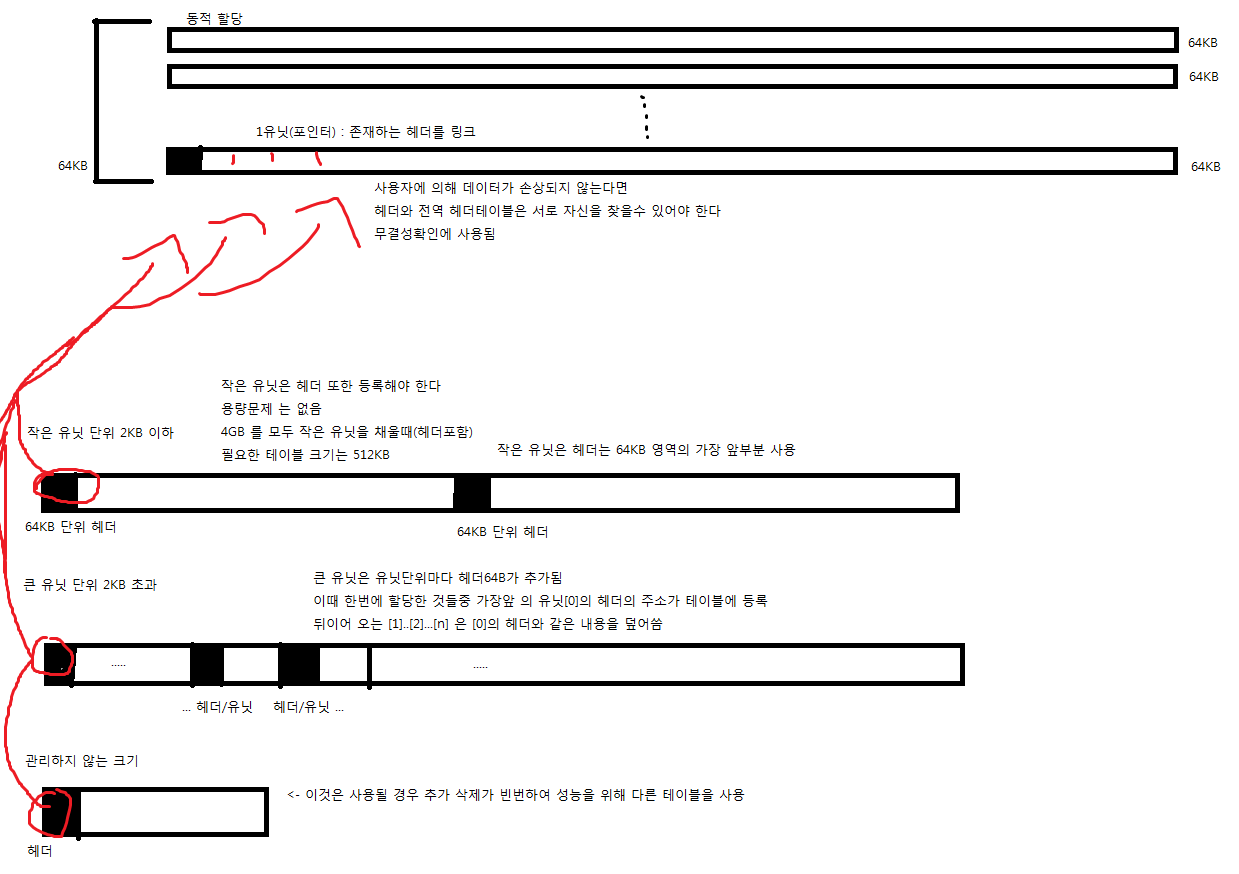 동적 할당
64KB
64KB
1유닛(포인터) : 존재하는 헤더를 링크
64KB
64KB
사용자에 의해 데이터가 손상되지 않는다면
헤더와 전역 헤더테이블은 서로 자신을 찾을수 있어야 한다
무결성확인에 사용됨
작은 유닛은 헤더 또한 등록해야 한다
용량문제 는 없음
작은 유닛 단위 2KB 이하
4GB 를 모두 작은 유닛을 채울때(헤더포함)
필요한 테이블 크기는 512KB
작은 유닛은 헤더는 64KB 영역의 가장 앞부분 사용
64KB 단위 헤더
64KB 단위 헤더
큰 유닛 단위 2KB 초과
큰 유닛은 유닛단위마다 헤더64B가 추가됨
이때 한번에 할당한 것들중 가장앞 의 유닛[0]의 헤더의 주소가 테이블에 등록
뒤이어 오는 [1]..[2]...[n] 은 [0]의 헤더와 같은 내용을 덮어씀
.....
.....
... 헤더/유닛
헤더/유닛 ...
관리하지 않는 크기
<- 이것은 사용될 경우 추가 삭제가 빈번하여 성능을 위해 다른 테이블을 사용
헤더